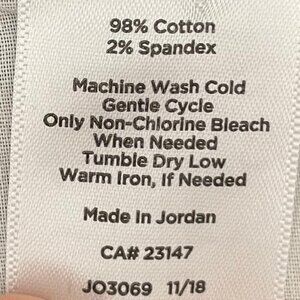 98% Cotton
2% Spandex
Machine Wash Cold
Gentle Cycle
Only Non-Chlorine Bleach
When Needed
Tumble Dry Low
Warm Iron, If Needed
Made In Jordan
CA# 23147
JO3069 11/18